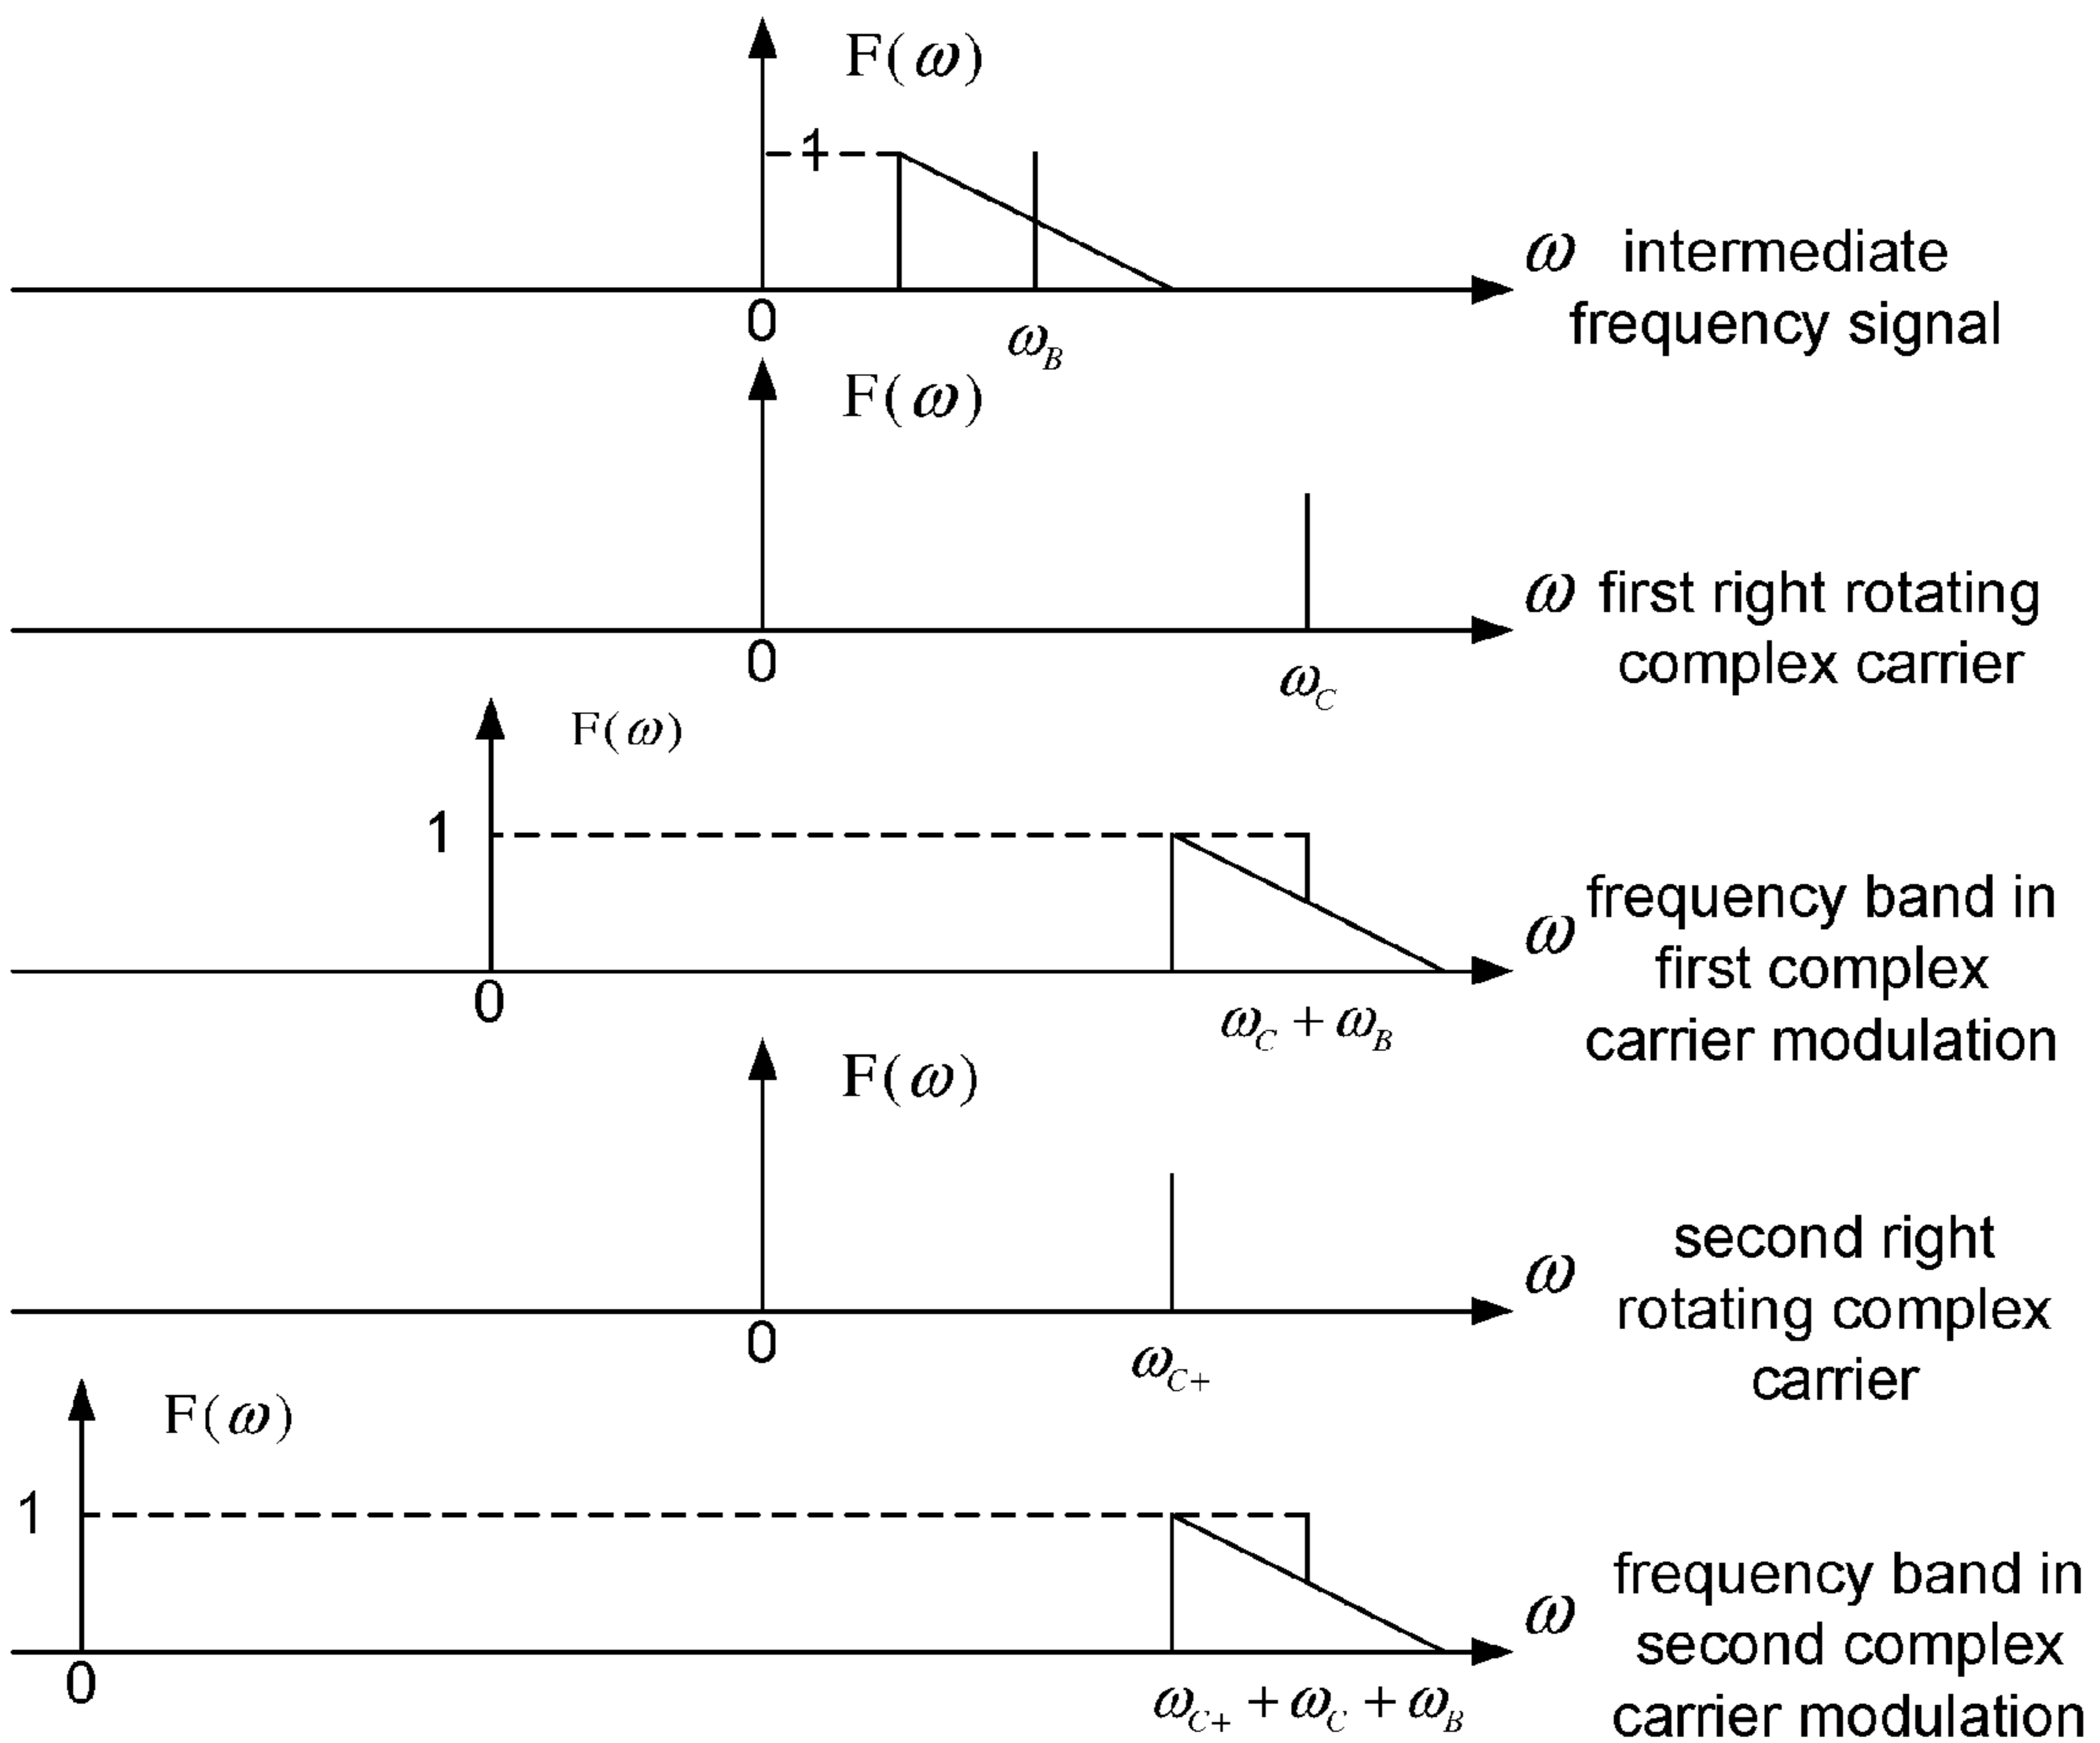 F(ω)
1
ω intermediate
frequency signal
0
ω_B
F(ω)
ω first right rotating
complex carrier
0
ω_C
F(ω)
1
frequency band in
ω
first complex
carrier modulation
0
ω_C + ω_B
F(ω)
second right
ω
rotating complex
carrier
0
ω_C+
F(ω)
1
frequency band in
ω
second complex
carrier modulation
0
ω_C+ + ω_C + ω_B